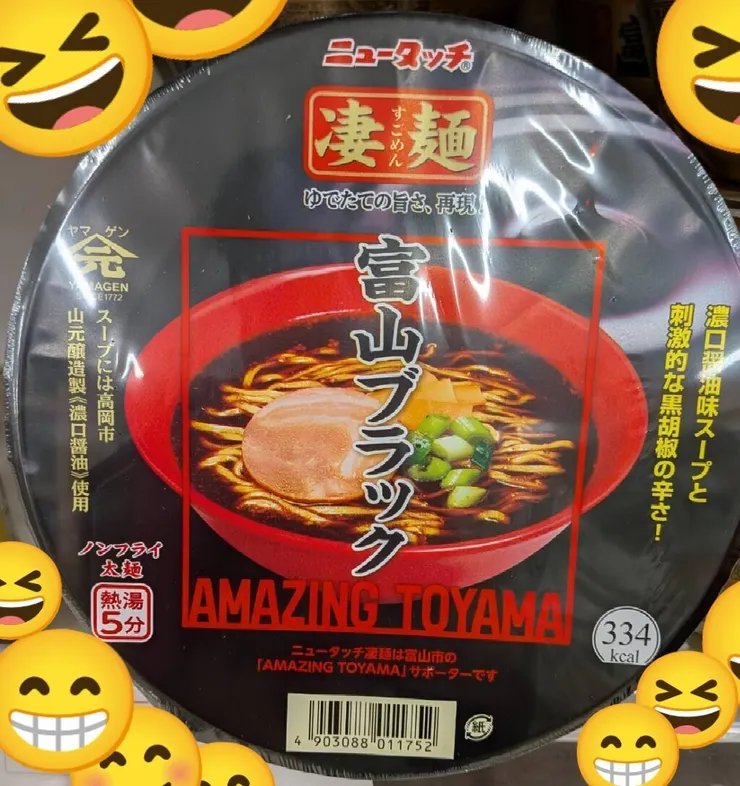 ニュータッチ®
凄麺
すごめん
ゆでたての旨さ、再現
富山ブラック
ヤマ ゲン
元
YAMAGEN
SINCE 1772
スープには高岡市
山元醸造製《濃口醤油》使用
濃口醤油味スープと
刺激的な黒胡椒の辛さ!
ノンフライ
太麺
熱湯
5分
AMAZING TOYAMA
334
kcal
ニュータッチ凄麺は富山市の
「AMAZING TOYAMA」サポーターです
4 903088 011752
紙